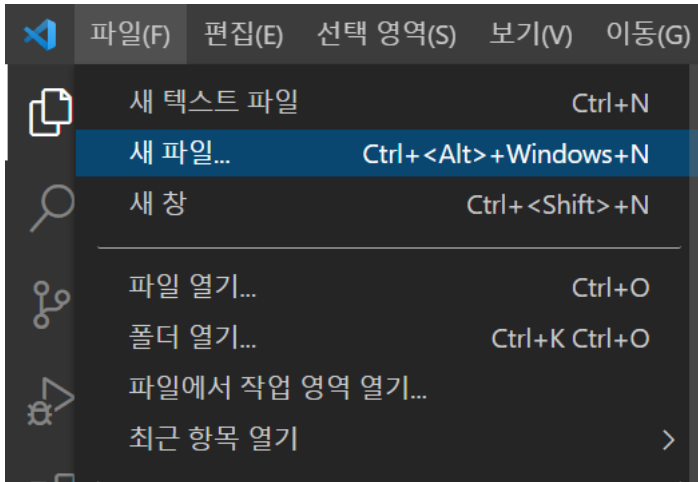 파일(F) 편집(E) 선택 영역(S) 보기(V) 이동(G)
새 텍스트 파일 Ctrl+N
새 파일... Ctrl+<Alt>+Windows+N
새 창 Ctrl+<Shift>+N
파일 열기... Ctrl+O
폴더 열기... Ctrl+K Ctrl+O
파일에서 작업 영역 열기...
최근 항목 열기